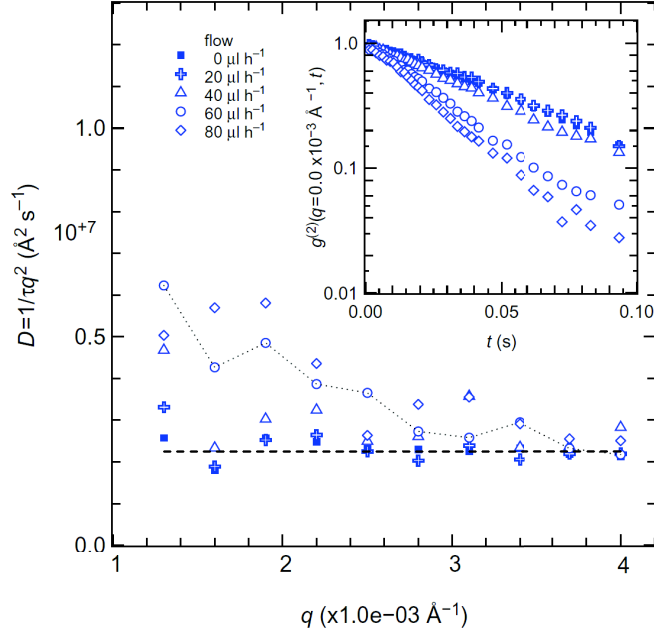 flow
0 µl h⁻¹
20 µl h⁻¹
40 µl h⁻¹
60 µl h⁻¹
80 µl h⁻¹
1.0
10⁺⁷
0.5
0.0
D=1/τq² (Å² s⁻¹)
1
2
3
4
q (x1.0e−03 Å⁻¹)
1.0
0.1
0.01
g⁽²⁾(q=0.0 x10⁻³ Å⁻¹, t)
0.00
0.05
0.10
t (s)